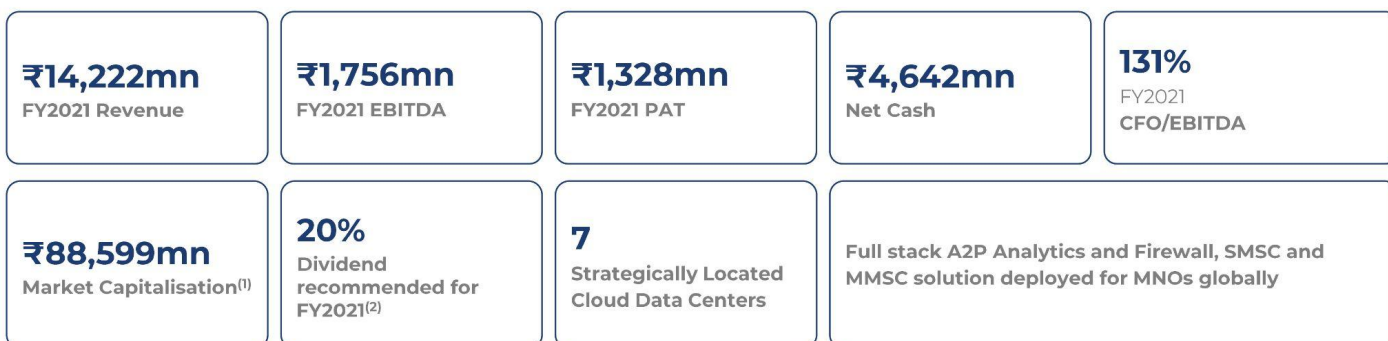 ₹14,222mn
FY2021 Revenue
₹1,756mn
FY2021 EBITDA
₹1,328mn
FY2021 PAT
₹4,642mn
Net Cash
131%
FY2021
CFO/EBITDA
₹88,599mn
Market Capitalisation(1)
20%
Dividend
recommended for
FY2021(2)
7
Strategically Located
Cloud Data Centers
Full stack A2P Analytics and Firewall, SMSC and
MMSC solution deployed for MNOs globally